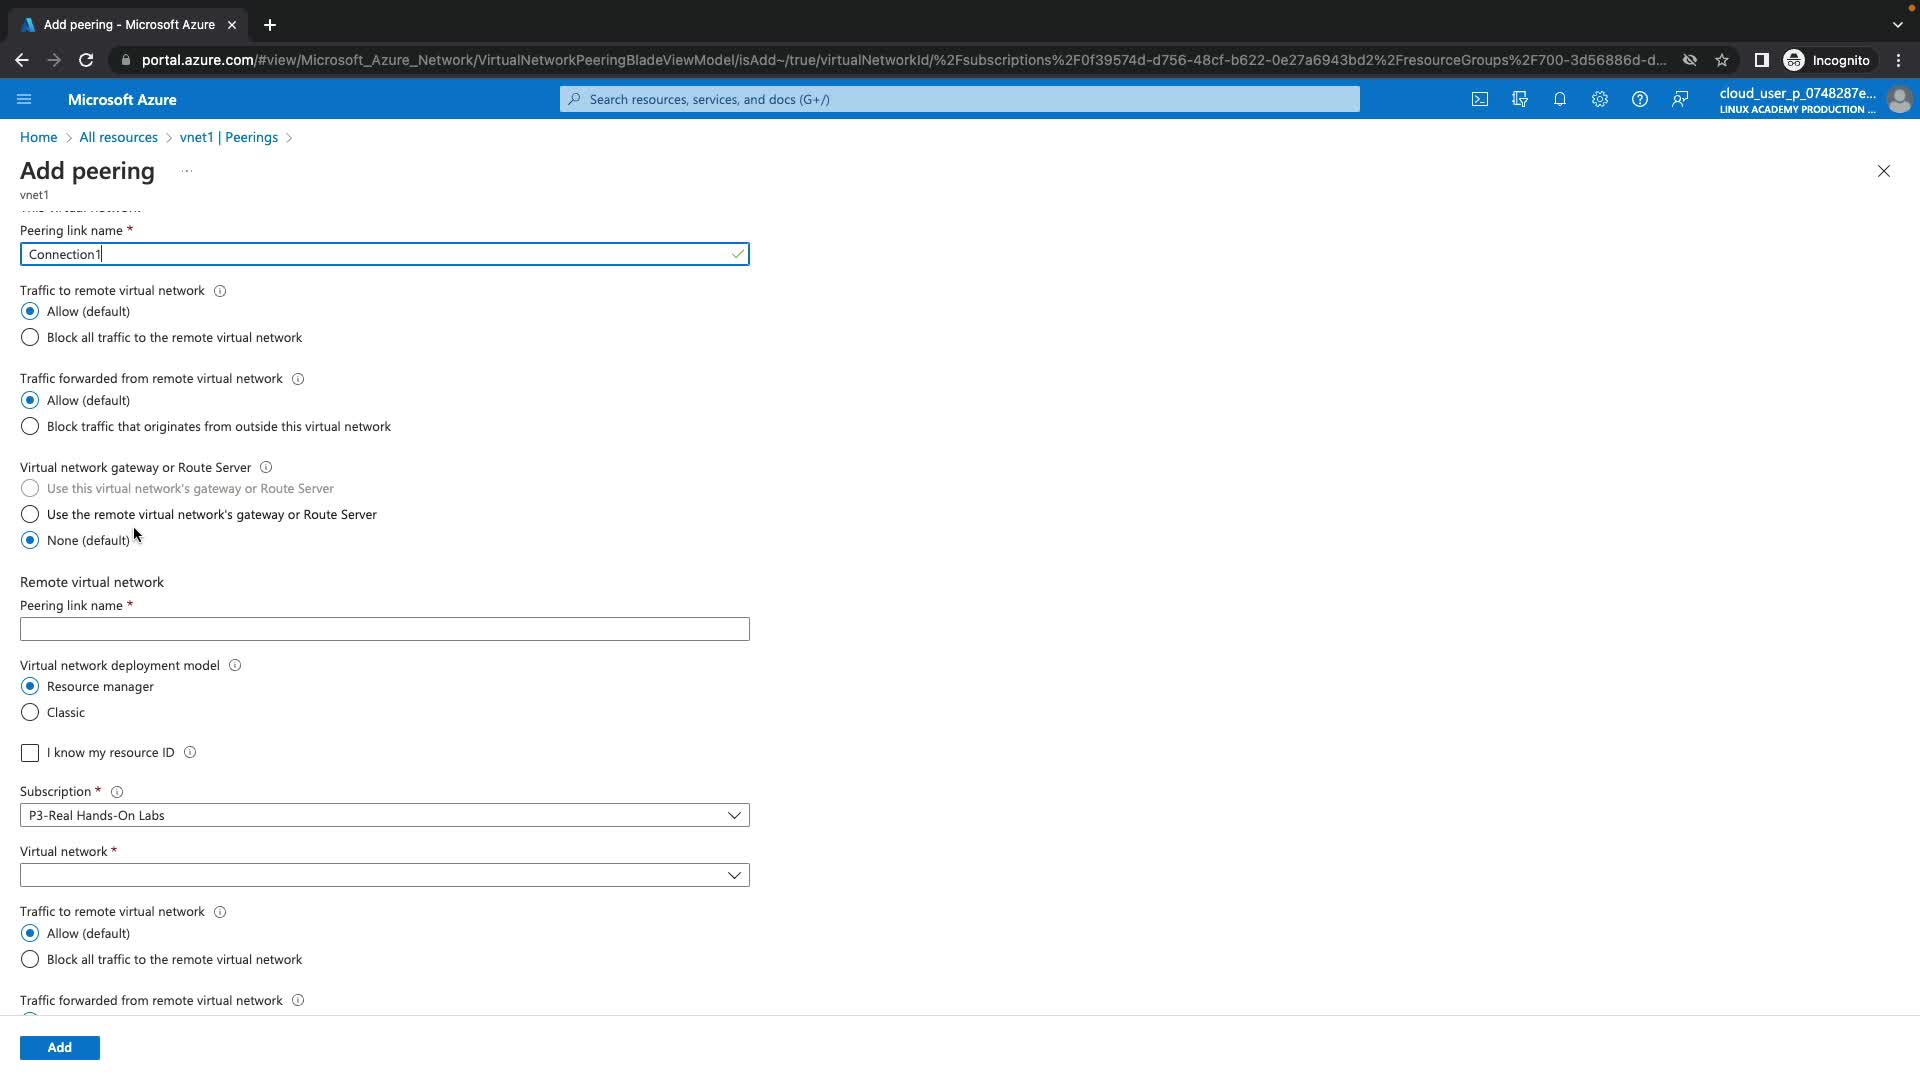 Add peering - Microsoft Azure
portal.azure.com/#view/Microsoft_Azure_Network/VirtualNetworkPeeringBladeViewModel/isAdd~/true/virtualNetworkId/%2Fsubscriptions%2F0f39574d-d756-48cf-b622-0e27a6943bd2%2FresourceGroups%2F700-3d56886d-d...
Incognito
Microsoft Azure
Search resources, services, and docs (G+/)
cloud_user_p_0748287e...
LINUX ACADEMY PRODUCTION ...
Home > All resources > vnet1 | Peerings >
Add peering ...
vnet1
Peering link name *
Connection1
Traffic to remote virtual network
Allow (default)
Block all traffic to the remote virtual network
Traffic forwarded from remote virtual network
Allow (default)
Block traffic that originates from outside this virtual network
Virtual network gateway or Route Server
Use this virtual network's gateway or Route Server
Use the remote virtual network's gateway or Route Server
None (default)
Remote virtual network
Peering link name *
Virtual network deployment model
Resource manager
Classic
I know my resource ID
Subscription *
P3-Real Hands-On Labs
Virtual network *
Traffic to remote virtual network
Allow (default)
Block all traffic to the remote virtual network
Traffic forwarded from remote virtual network
Add